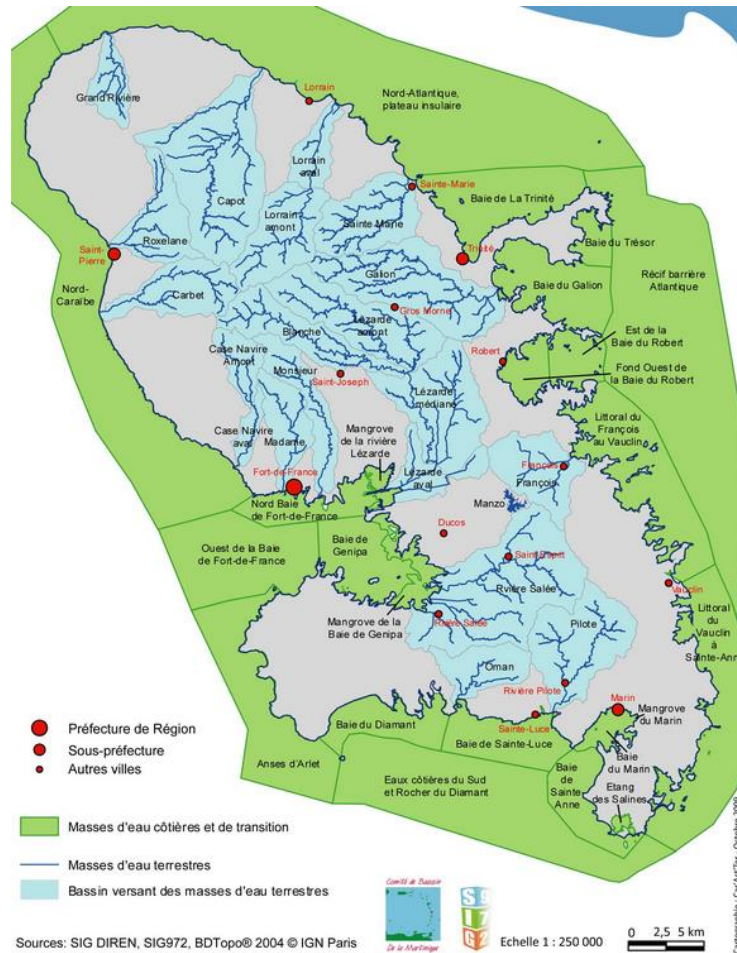 Grand Rivière
Lorrain
Nord-Atlantique,
plateau insulaire
Lorrain
aval
Capot
Sainte-Marie
Baie de La Trinité
Lorrain
amont
Sainte Marie
Roxelane
Saint-
Pierre
Trinité
Baie du Trésor
Galion
Baie du Galion
Récif barrière
Atlantique
Nord-
Caraïbe
Carbet
Gros Morne
Lézarde
amont
Blanche
Est de la
Baie du Robert
Case Navire
Amont
Monsieur
Saint-Joseph
Robert
Fond Ouest de
la Baie du Robert
Lézarde
médiane
Littoral du
François
au Vauclin
Case Navire
aval
Madame
Mangrove
de la rivière
Lézarde
Fort-de-France
Lézarde
aval
François
François
Nord Baie
de Fort-de-France
Manzo
Ducos
Ouest de la Baie
de Fort-de-France
Baie de
Genipa
Saint-Esprit
Rivière Salée
Vauclin
Mangrove de la
Baie de Genipa
Rivière Salée
Pilote
Littoral
du
Vauclin
à
Sainte-Anne
Oman
Rivière Pilote
Marin
Mangrove
du Marin
Baie du Diamant
Sainte-Luce
Baie de Sainte-Luce
Baie
du Marin
Anses d'Arlet
Eaux côtières du Sud
et Rocher du Diamant
Baie
de
Sainte
Anne
Etang
des Salines
Préfecture de Région
Sous-préfecture
Autres villes
Masses d'eau côtières et de transition
Masses d'eau terrestres
Bassin versant des masses d'eau terrestres
Comité de Bassin
De la Martinique
S 9
I 7
G 2
Sources: SIG DIREN, SIG972, BDTopo® 2004 © IGN Paris
Echelle 1 : 250 000
0 2,5 5 km